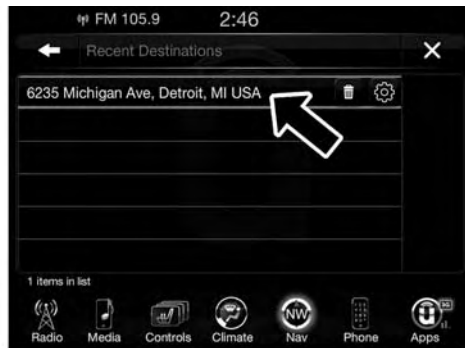 FM 105.9 2:46
Recent Destinations
6235 Michigan Ave, Detroit, MI USA
1 items in list
NW
Radio Media Controls Climate Nav Phone Apps